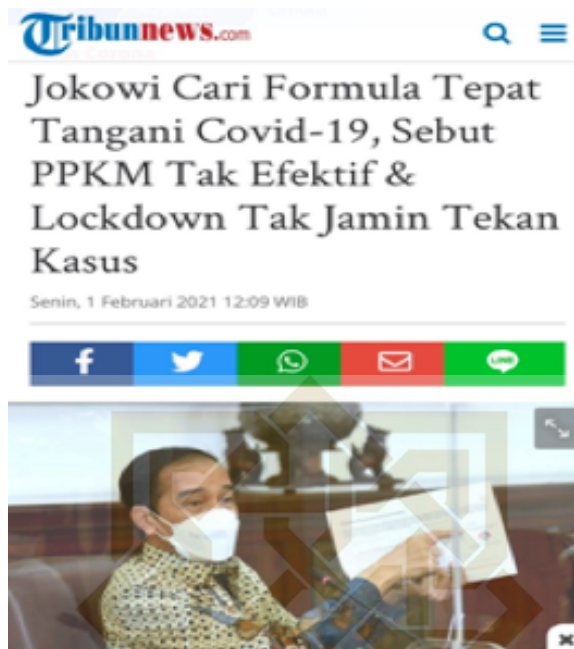 Tribunnews.com
Jokowi Cari Formula Tepat
Tangani Covid-19, Sebut
PPKM Tak Efektif &
Lockdown Tak Jamin Tekan
Kasus
Senin, 1 Februari 2021 12:09 WIB
LINE